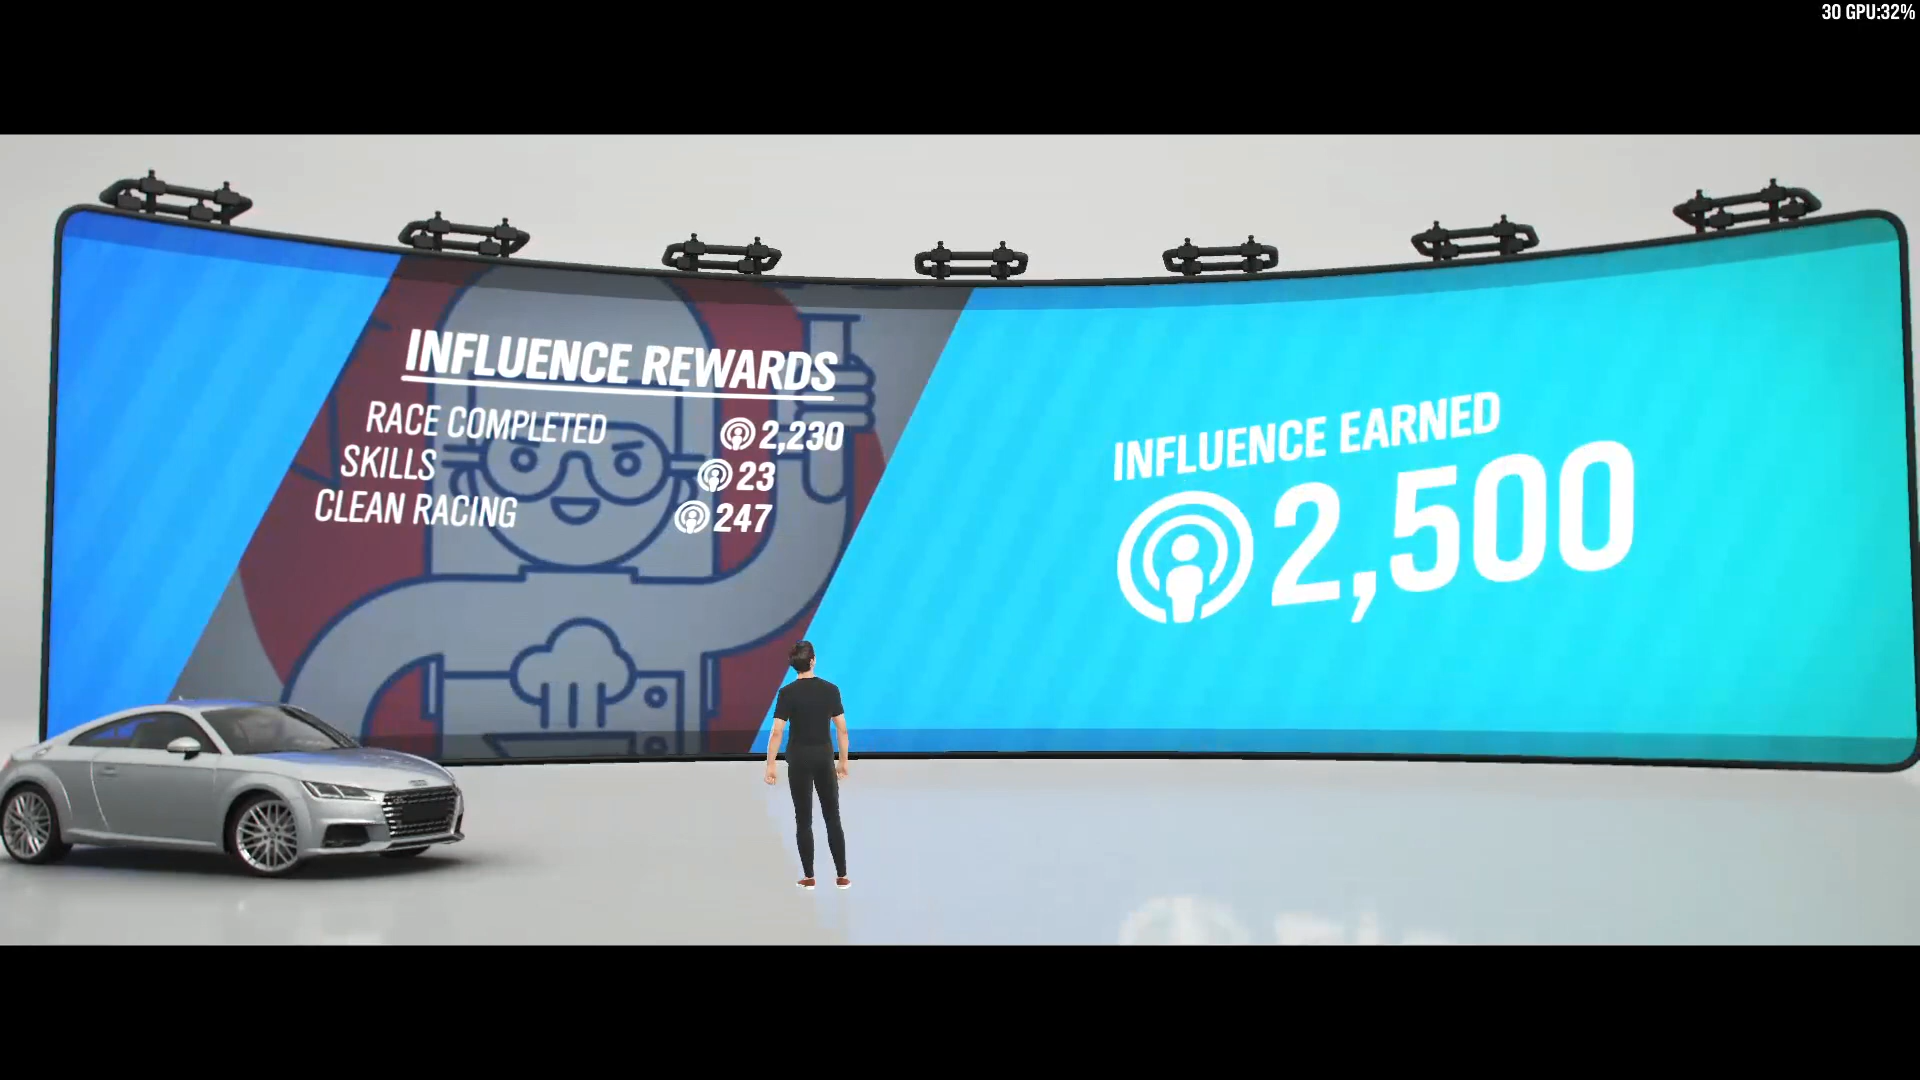 30 GPU:32%
INFLUENCE REWARDS
RACE COMPLETED 2,230
SKILLS 23
CLEAN RACING 247
INFLUENCE EARNED
2,500